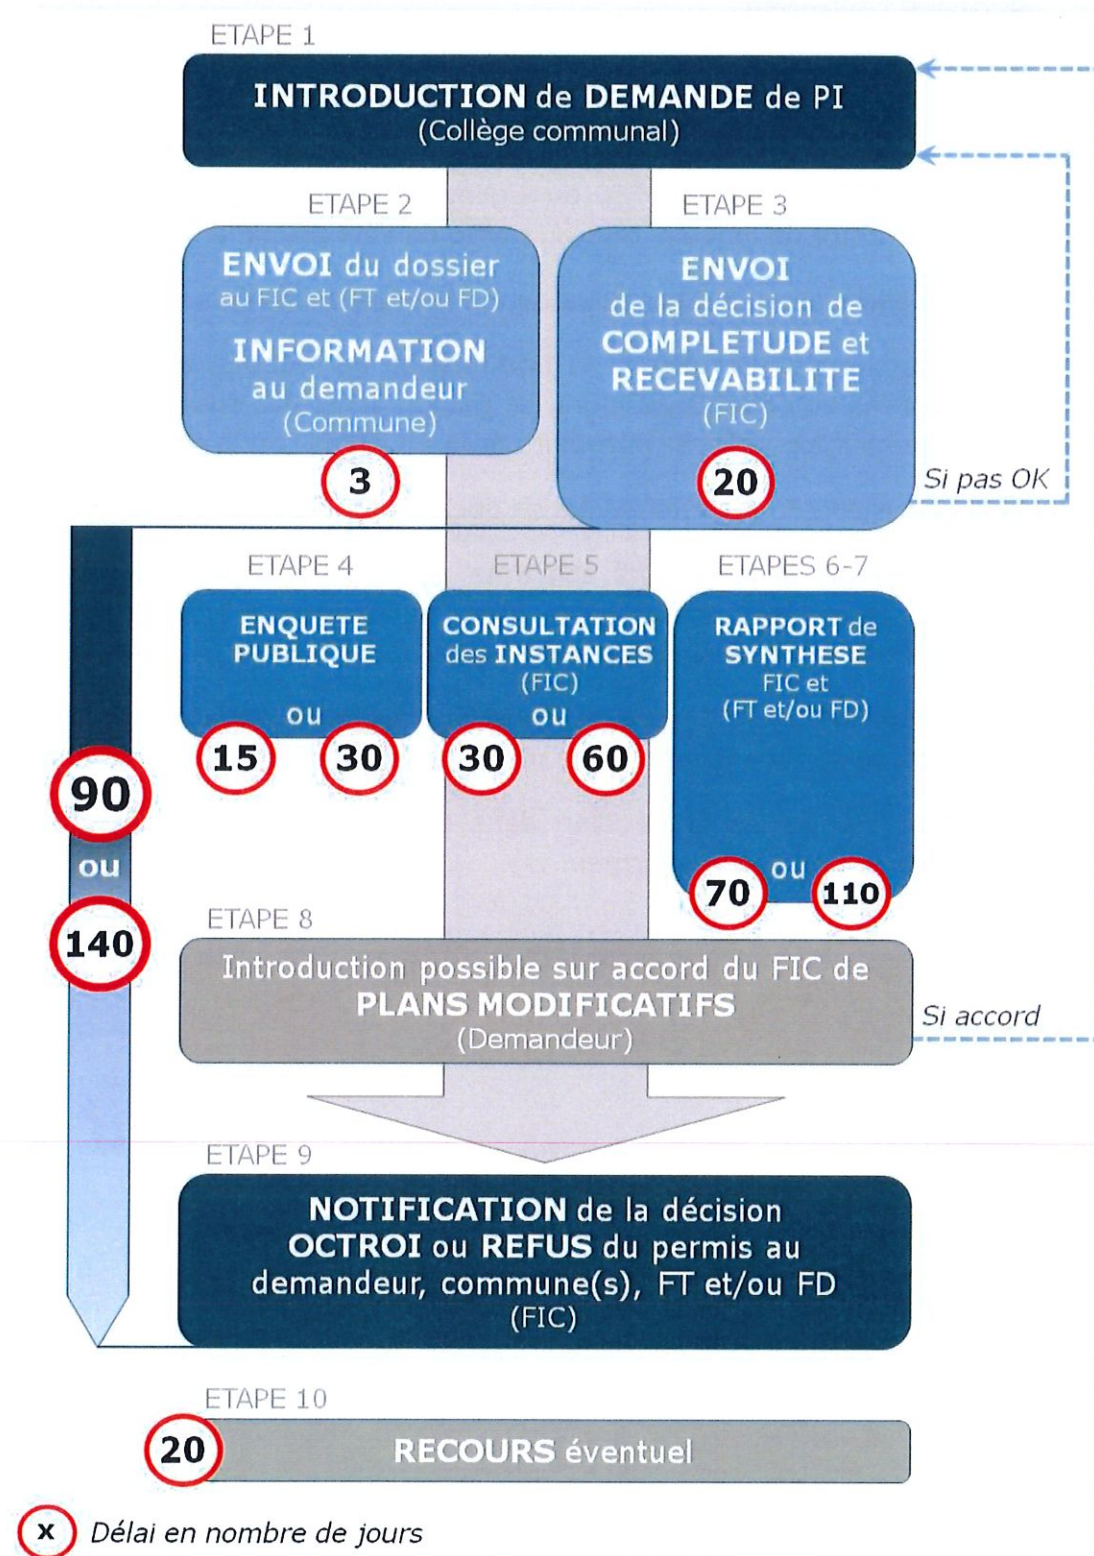 ETAPE 1
INTRODUCTION de DEMANDE de PI
(Collège communal)
ETAPE 2
ENVOI du dossier
au FIC et (FT et/ou FD)
INFORMATION
au demandeur
(Commune)
3
ETAPE 3
ENVOI
de la décision de
COMPLETUDE et
RECEVABILITE
(FIC)
20
Si pas OK
90
ou
140
ETAPE 4
ENQUETE
PUBLIQUE
ou
15
30
ETAPE 5
CONSULTATION
des INSTANCES
(FIC)
ou
30
60
ETAPES 6-7
RAPPORT de
SYNTHESE
FIC et
(FT et/ou FD)
ou
70
110
ETAPE 8
Introduction possible sur accord du FIC de
PLANS MODIFICATIFS
(Demandeur)
Si accord
ETAPE 9
NOTIFICATION de la décision
OCTROI ou REFUS du permis au
demandeur, commune(s), FT et/ou FD
(FIC)
ETAPE 10
20
RECOURS éventuel
x Délai en nombre de jours